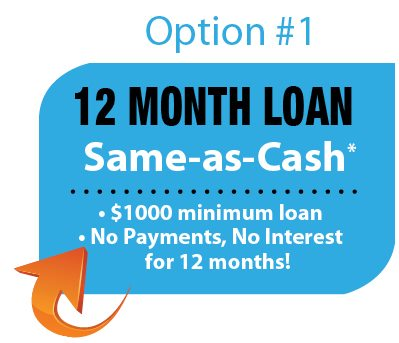 Option #1
12 MONTH LOAN
Same-as-Cash*
• $1000 minimum loan
• No Payments, No Interest
for 12 months!